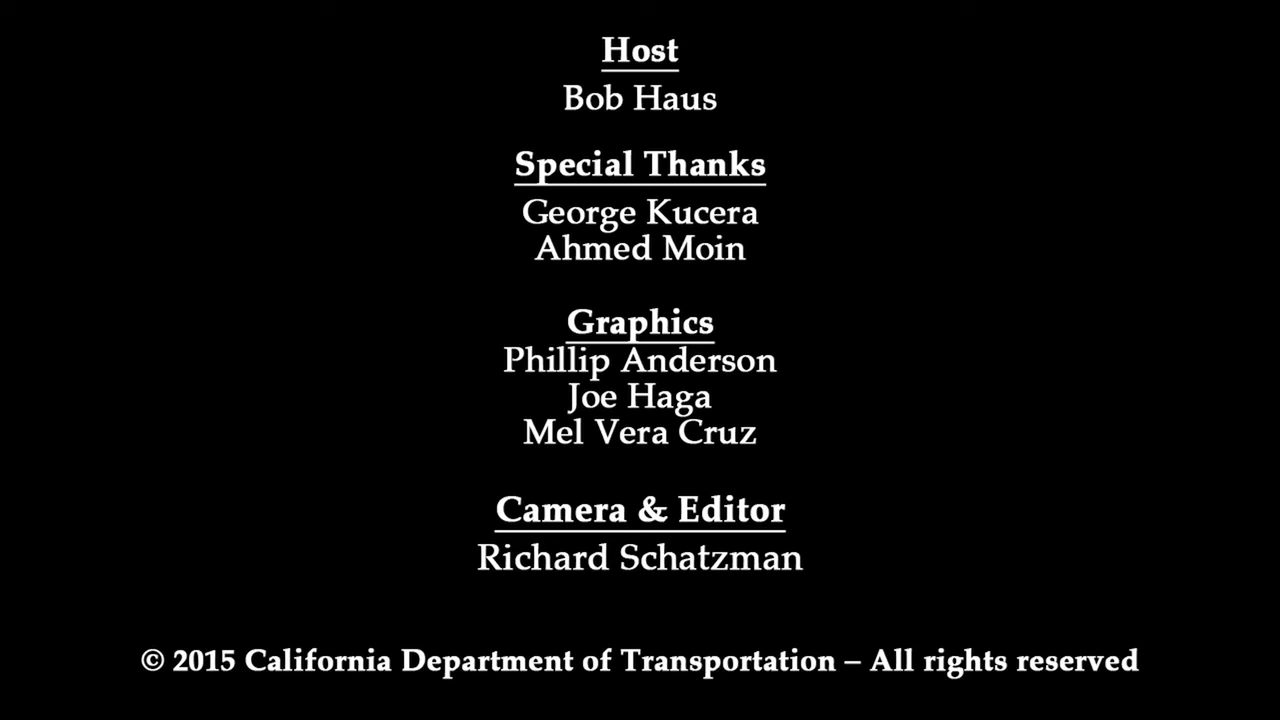 Host
Bob Haus
Special Thanks
George Kucera
Ahmed Moin
Graphics
Phillip Anderson
Joe Haga
Mel Vera Cruz
Camera & Editor
Richard Schatzman
© 2015 California Department of Transportation – All rights reserved